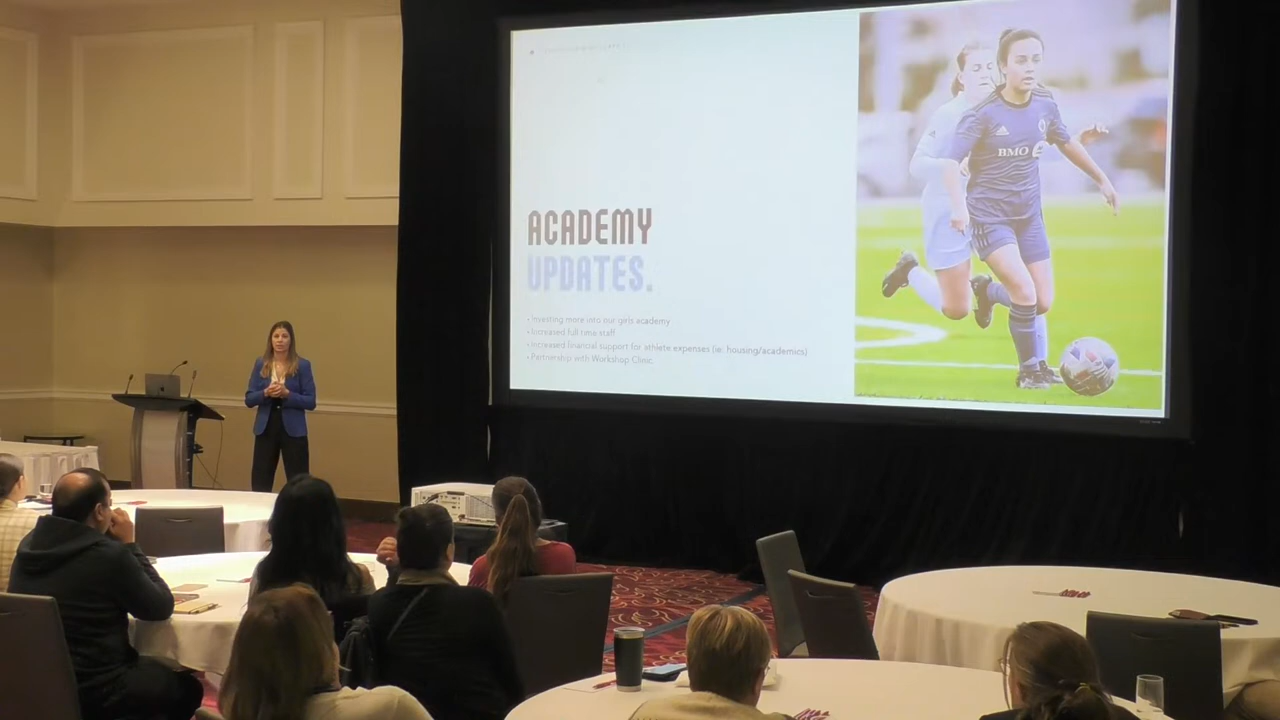 ACADEMY
UPDATES.
• Investing more into our girls academy
• Increased full time staff
• Increased financial support for athlete expenses (ie: housing/academics)
• Partnership with Workshop Clinic.
BMO